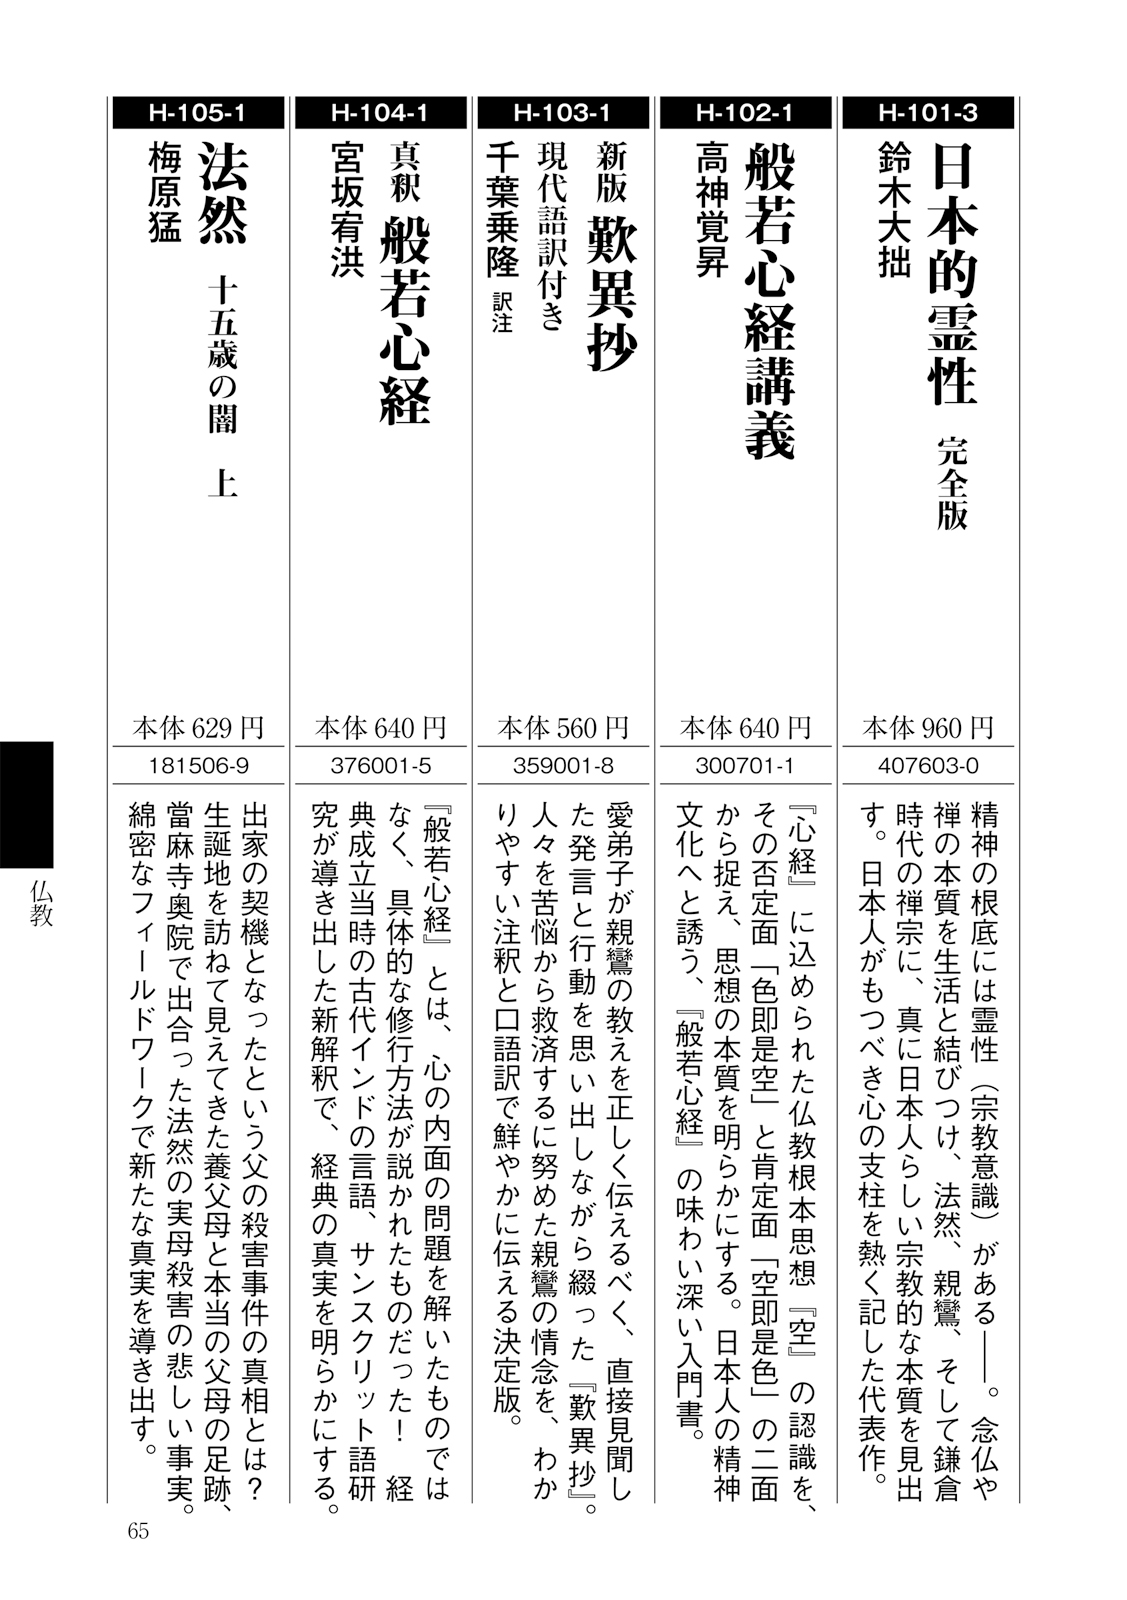 H-101-3
日本的霊性 完全版
鈴木大拙
本体 960 円
407603-0
精神の根底には霊性（宗教意識）がある――。念仏や
禅の本質を生活と結びつけ、法然、親鸞、そして鎌倉
時代の禅宗に、真に日本人らしい宗教的な本質を見出
す。日本人がもつべき心の支柱を熱く記した代表作。
H-102-1
般若心経講義
高神覚昇
本体 640 円
300701-1
『心経』に込められた仏教根本思想『空』の認識を、
その否定面「色即是空」と肯定面「空即是色」の二面
から捉え、思想の本質を明らかにする。日本人の精神
文化へと誘う、『般若心経』の味わい深い入門書。
H-103-1
新版 歎異抄
現代語訳付き
千葉乗隆 訳注
本体 560 円
359001-8
愛弟子が親鸞の教えを正しく伝えるべく、直接見聞し
た発言と行動を思い出しながら綴った『歎異抄』。
人々を苦悩から救済するに努めた親鸞の情念を、わか
りやすい注釈と口語訳で鮮やかに伝える決定版。
H-104-1
真釈 般若心経
宮坂宥洪
本体 640 円
376001-5
『般若心経』とは、心の内面の問題を解いたものでは
なく、具体的な修行方法が説かれたものだった！ 経
典成立当時の古代インドの言語、サンスクリット語研
究が導き出した新解釈で、経典の真実を明らかにする。
H-105-1
法然 十五歳の闇 上
梅原猛
本体 629 円
181506-9
出家の契機となったという父の殺害事件の真相とは？
生誕地を訪ねて見えてきた養父母と本当の父母の足跡、
當麻寺奥院で出合った法然の実母殺害の悲しい事実。
綿密なフィールドワークで新たな真実を導き出す。
仏教
65